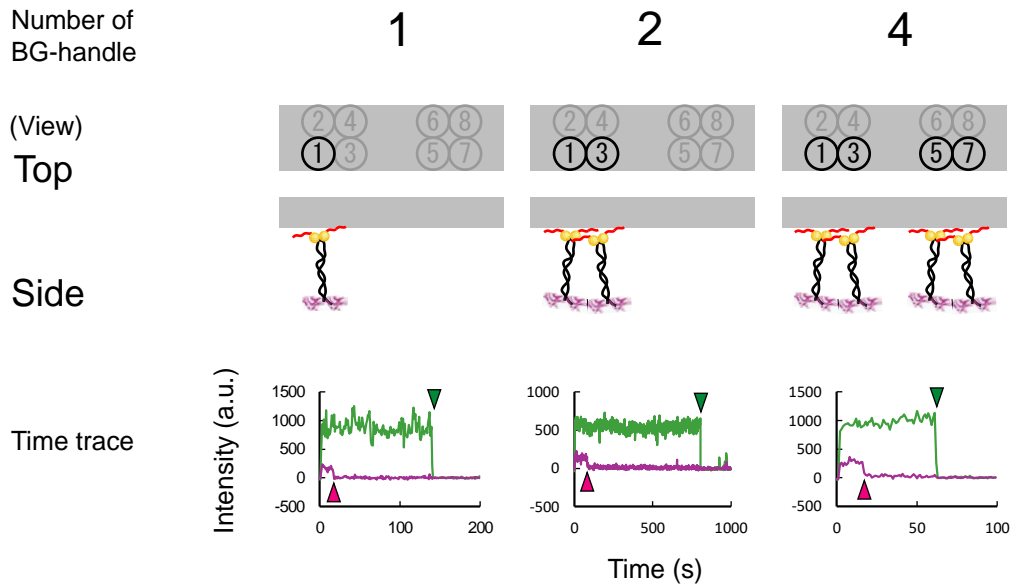 Number of
BG-handle
1 2 4
(View)
Top
2 4 6 8 2 4 6 8 2 4 6 8
1 3 5 7 1 3 5 7 1 3 5 7
Side
Time trace
Intensity (a.u.)
1500
1000
500
0
-500
0 100 200
1000
500
0
-500
0 500 1000
1500
1000
500
0
-500
0 50 100
Time (s)